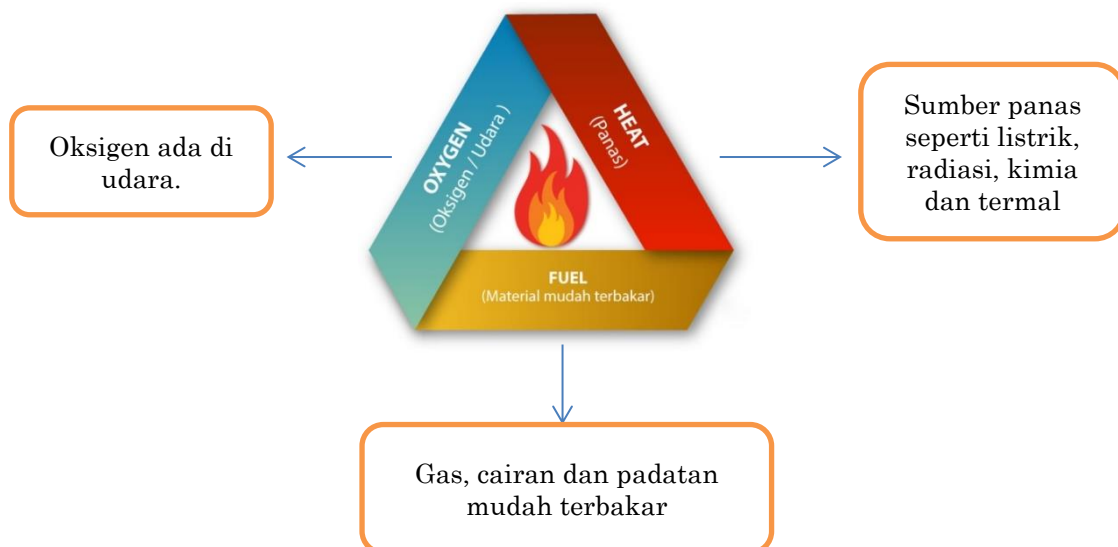 Oksigen ada di
udara.
OXYGEN
(Oksigen / Udara )
HEAT
(Panas)
Sumber panas
seperti listrik,
radiasi, kimia
dan termal
FUEL
(Material mudah terbakar)
Gas, cairan dan padatan
mudah terbakar